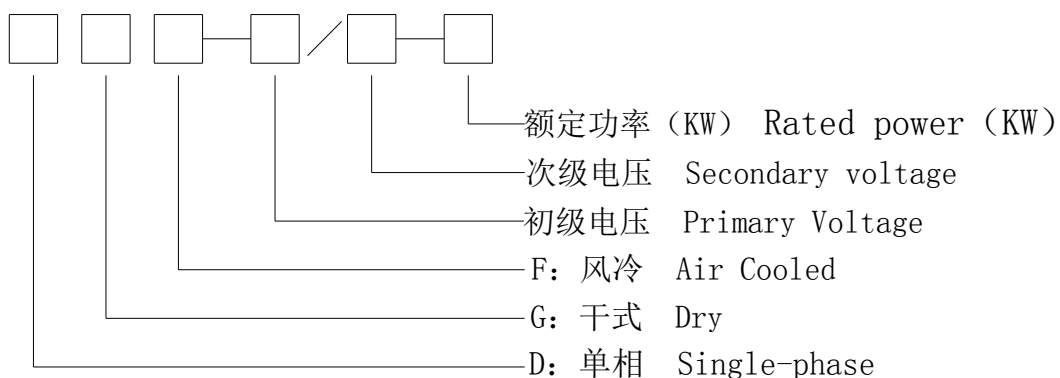 额定功率（KW） Rated power（KW）
次级电压 Secondary voltage
初级电压 Primary Voltage
F：风冷 Air Cooled
G：干式 Dry
D：单相 Single-phase